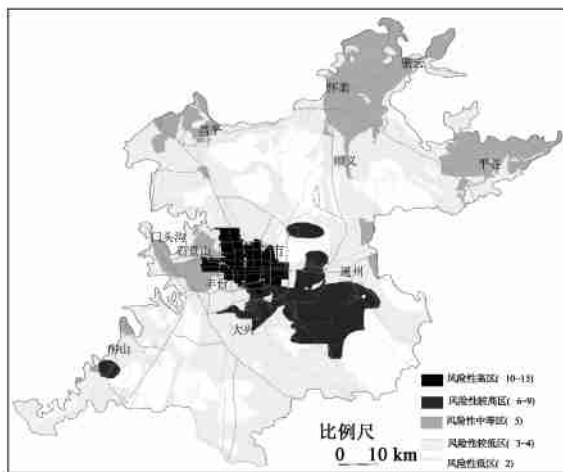 密云
怀柔
昌平
顺义
平谷
门头沟
石景山
市
通州
丰台
大兴
房山
风险性高区( 10-15)
风险性较高区( 6-9)
风险性中等区( 5)
风险性较低区( 3-4)
风险性低区( 2)
比例尺
0 10 km